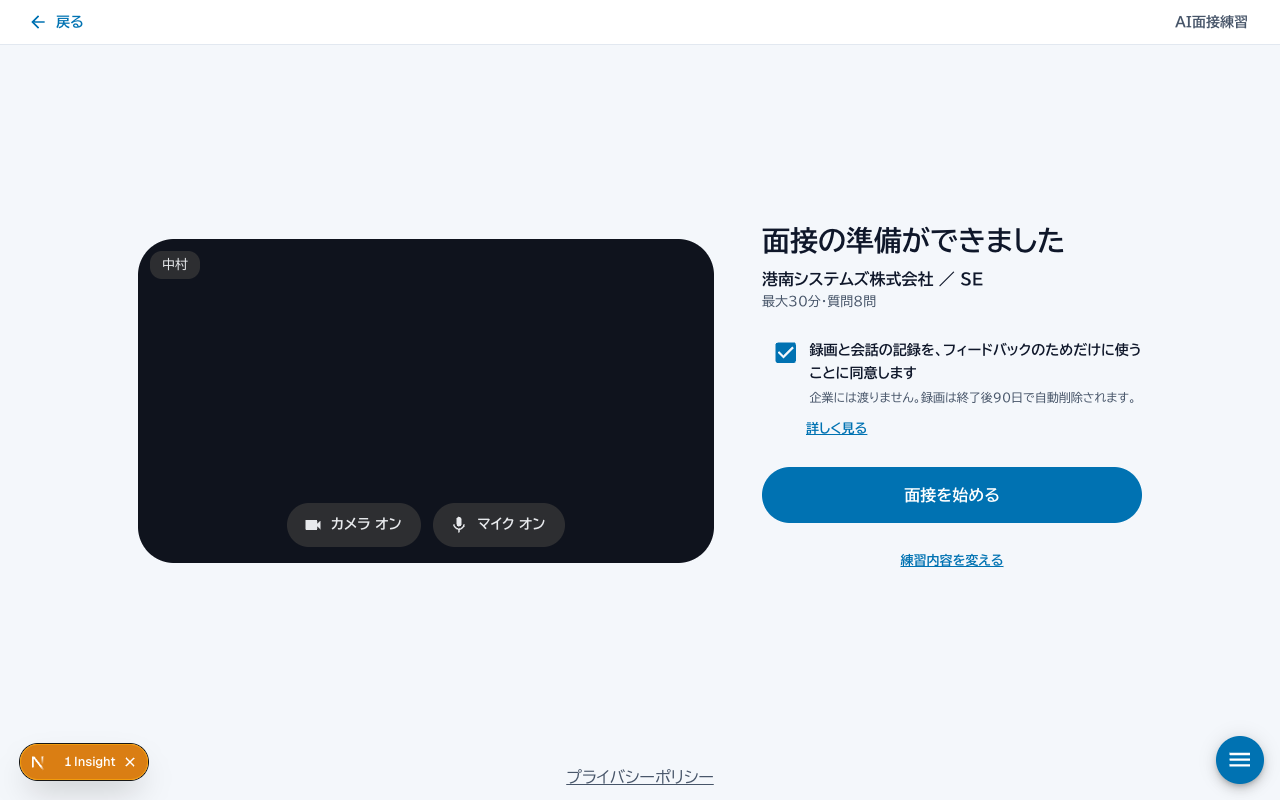 戻る
AI面接練習
中村
カメラ オン
マイク オン
面接の準備ができました
港南システムズ株式会社 ／ SE
最大30分・質問8問
録画と会話の記録を、フィードバックのためだけに使う
ことに同意します
企業には渡りません。録画は終了後90日で自動削除されます。
詳しく見る
面接を始める
練習内容を変える
1 Insight
プライバシーポリシー